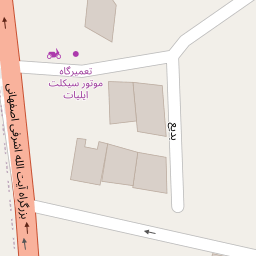 تعمیرگاه
موتور سیکلت
ایلیات
بدیع
بزرگراه آیت الله اشرفی اصفهانی